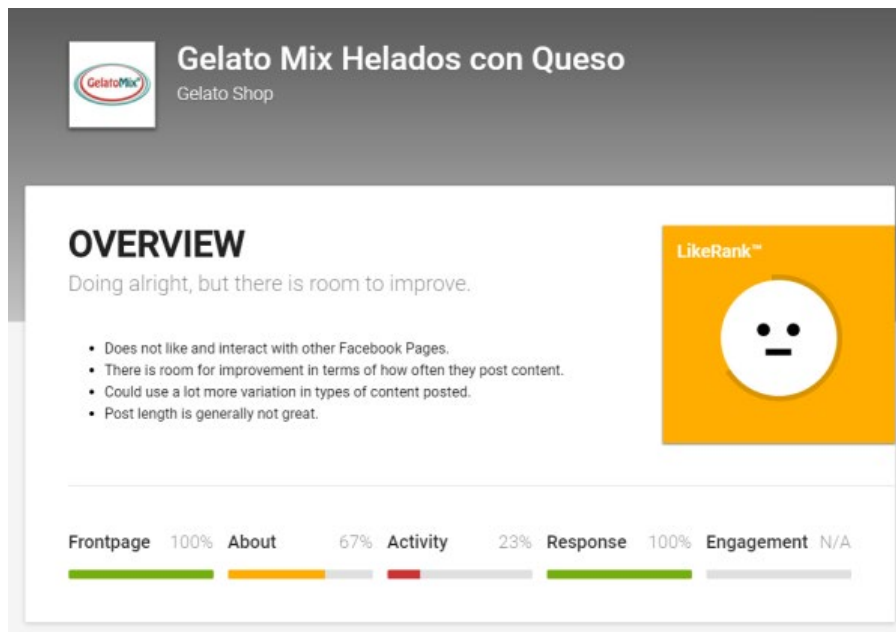 GelatoMix®
Gelato Mix Helados con Queso
Gelato Shop
OVERVIEW
Doing alright, but there is room to improve.
LikeRank™
• Does not like and interact with other Facebook Pages.
• There is room for improvement in terms of how often they post content.
• Could use a lot more variation in types of content posted.
• Post length is generally not great.
Frontpage 100% About 67% Activity 23% Response 100% Engagement N/A